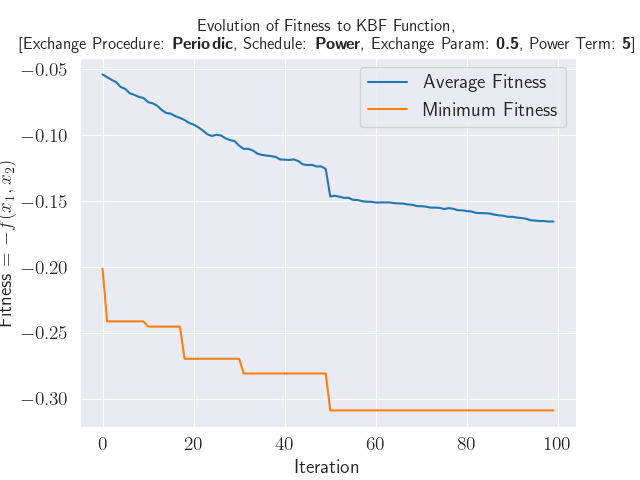 Evolution of Fitness to KBF Function,
[Exchange Procedure: Periodic, Schedule: Power, Exchange Param: 0.5, Power Term: 5]
Average Fitness
Minimum Fitness
−0.05
−0.10
−0.15
−0.20
−0.25
−0.30
Fitness = −f(x₁, x₂)
0 20 40 60 80 100
Iteration